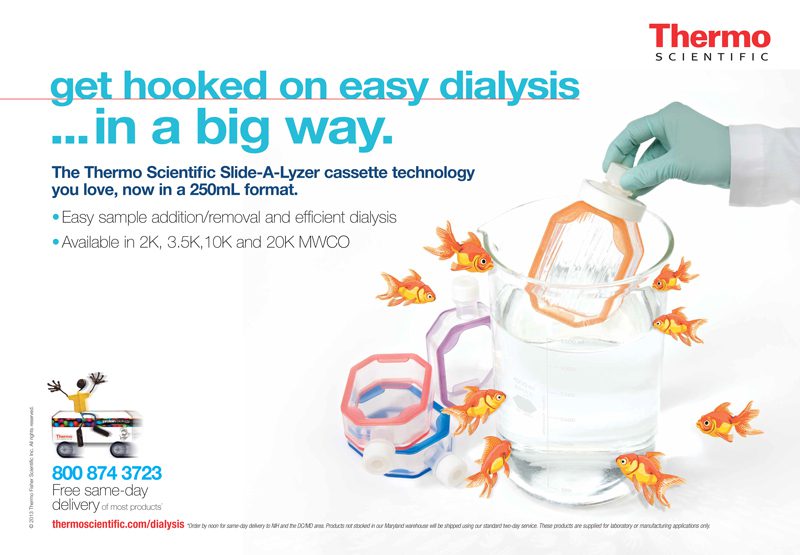 Thermo
SCIENTIFIC
get hooked on easy dialysis
...in a big way.
The Thermo Scientific Slide-A-Lyzer cassette technology
you love, now in a 250mL format.
• Easy sample addition/removal and efficient dialysis
• Available in 2K, 3.5K,10K and 20K MWCO
protein biology
Thermo
800 874 3723
Free same-day
delivery of most products*
thermoscientific.com/dialysis *Order by noon for same-day delivery to NIH and the DC/MD area. Products not stocked in our Maryland warehouse will be shipped using our standard two-day service. These products are supplied for laboratory or manufacturing applications only.
© 2013 Thermo Fisher Scientific Inc. All rights reserved.